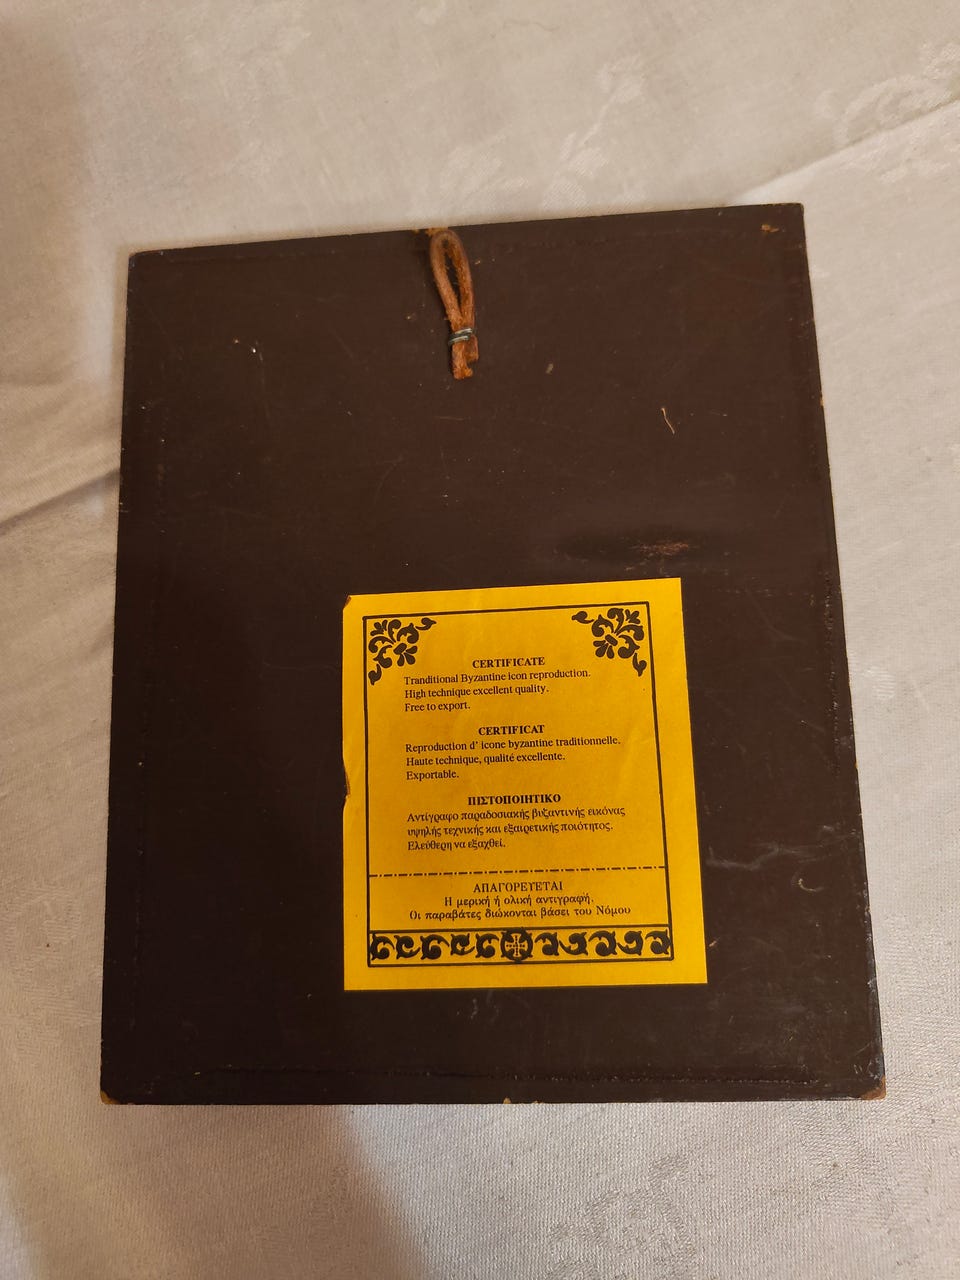 CERTIFICATE
Tranditional Byzantine icon reproduction.
High technique excellent quality.
Free to export.
CERTIFICAT
Reproduction d' icone byzantine traditionnelle.
Haute technique, qualité excellente.
Exportable.
ΠΙΣΤΟΠΟΙΗΤΙΚΟ
Αντίγραφο παραδοσιακής βυζαντινής εικόνας
υψηλής τεχνικής και εξαιρετικής ποιότητος.
Ελεύθερη να εξαχθεί.
ΑΠΑΓΟΡΕΥΕΤΑΙ
Η μερική ή ολική αντιγραφή.
Οι παραβάτες διώκονται βάσει του Νόμου